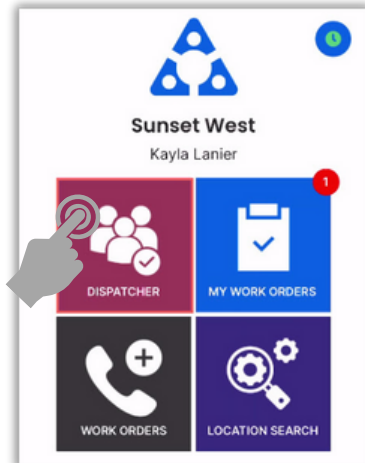 Sunset West
Kayla Lanier
1
DISPATCHER
MY WORK ORDERS
WORK ORDERS
LOCATION SEARCH